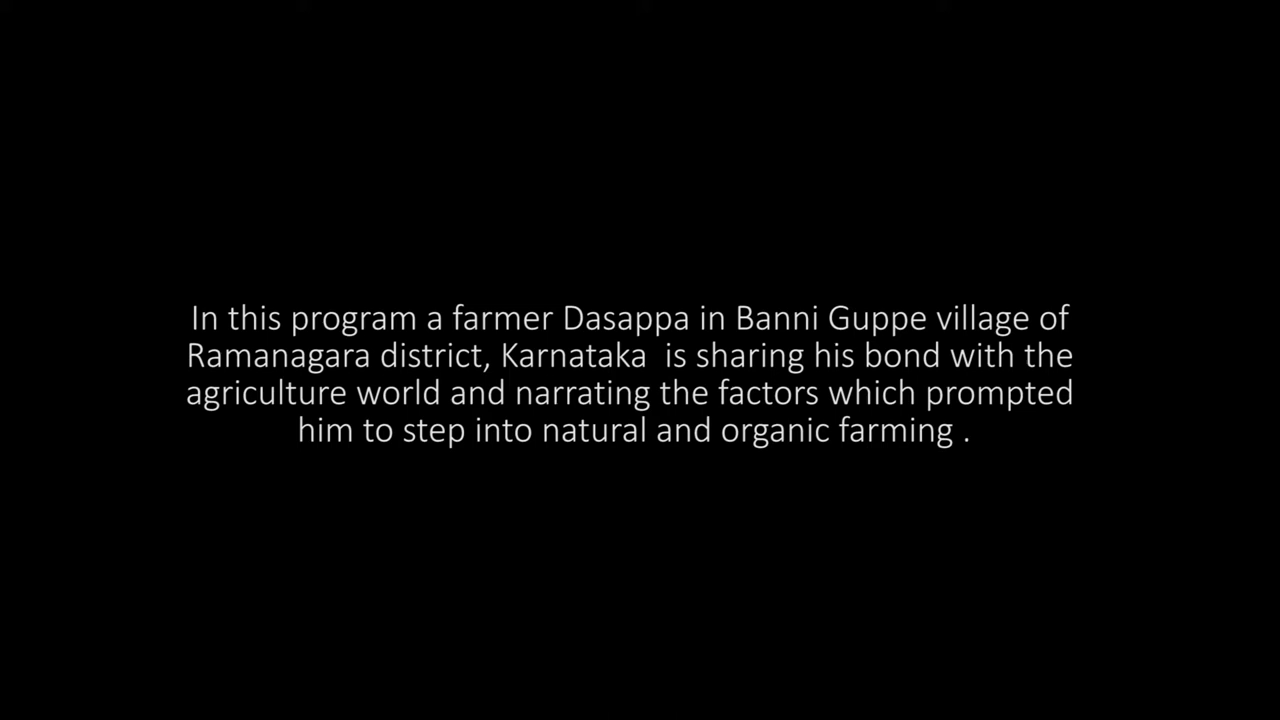 In this program a farmer Dasappa in Banni Guppe village of
Ramanagara district, Karnataka  is sharing his bond with the
agriculture world and narrating the factors which prompted
him to step into natural and organic farming .